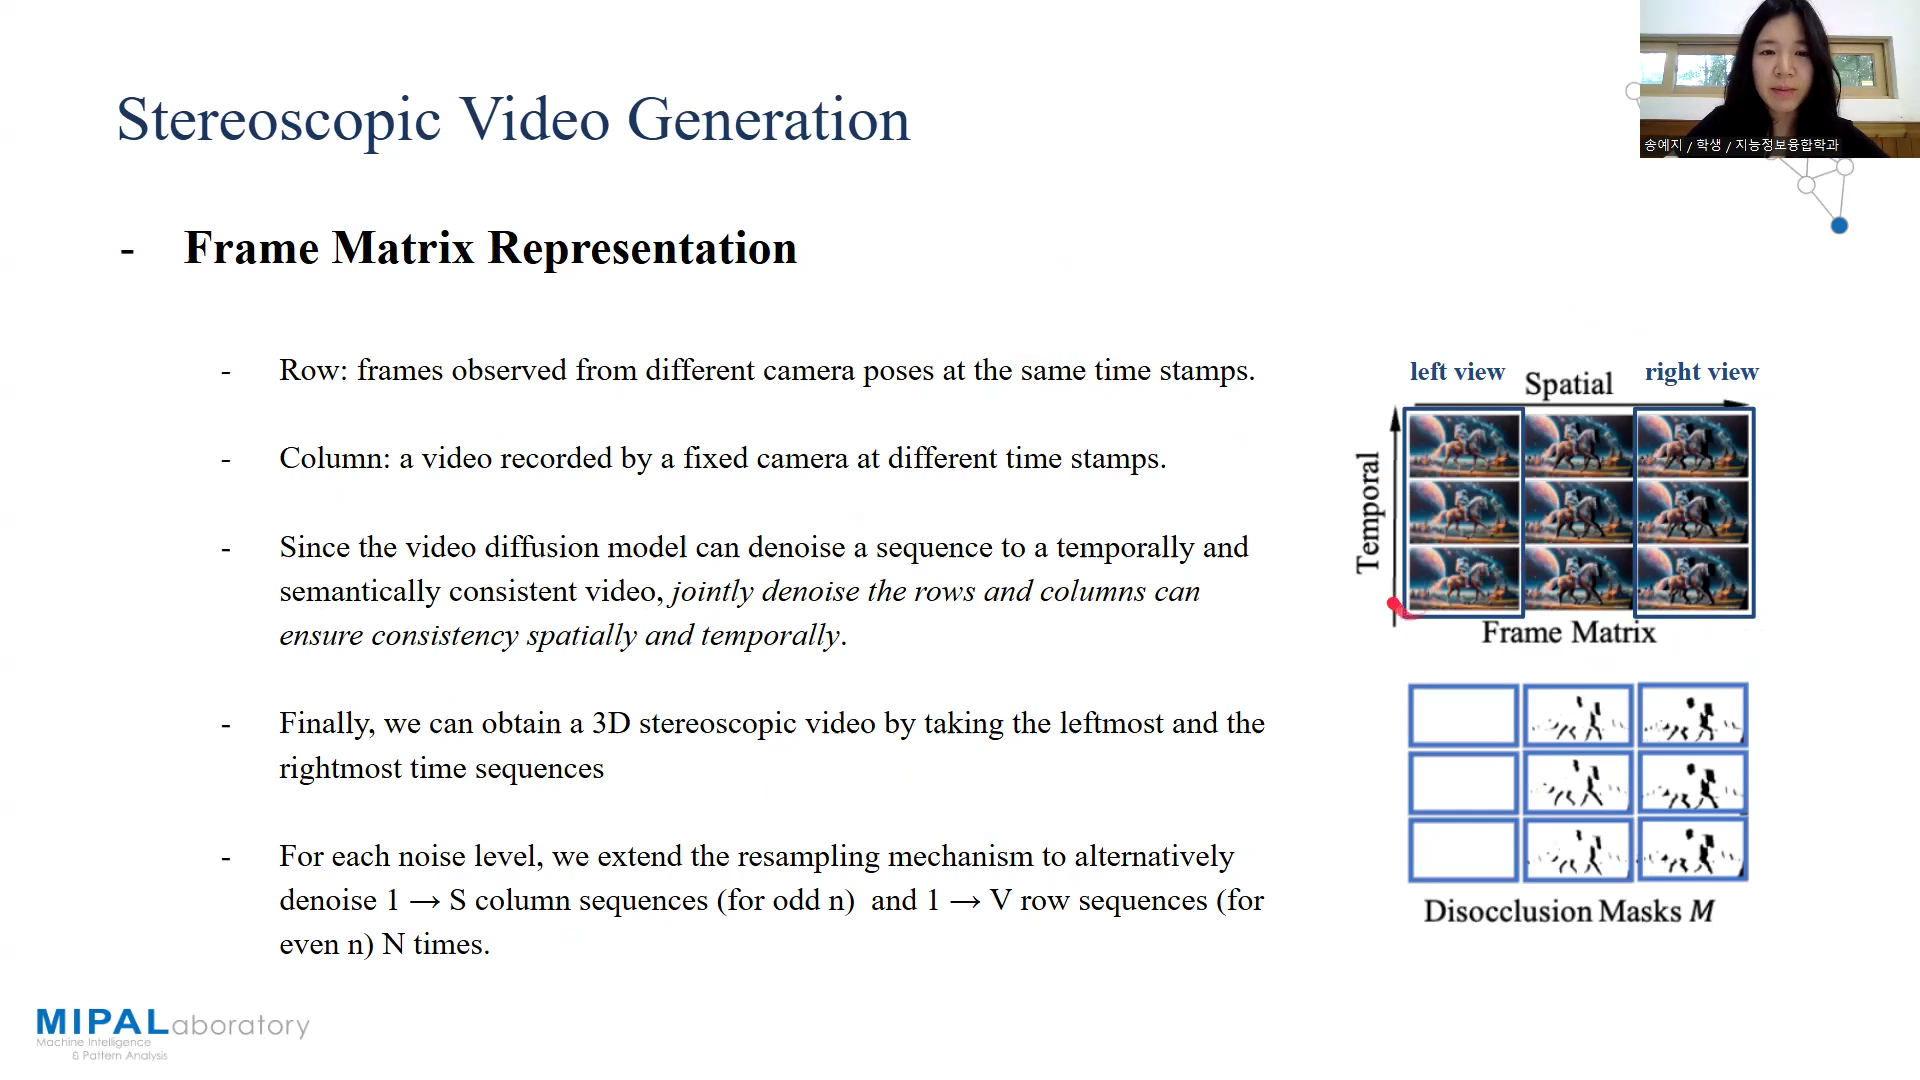 Stereoscopic Video Generation
송예지 / 학생 / 지능정보융합학과
- Frame Matrix Representation
- Row: frames observed from different camera poses at the same time stamps.
- Column: a video recorded by a fixed camera at different time stamps.
- Since the video diffusion model can denoise a sequence to a temporally and
semantically consistent video, jointly denoise the rows and columns can
ensure consistency spatially and temporally.
- Finally, we can obtain a 3D stereoscopic video by taking the leftmost and the
rightmost time sequences
- For each noise level, we extend the resampling mechanism to alternatively
denoise 1 → S column sequences (for odd n) and 1 → V row sequences (for
even n) N times.
left view
Spatial
right view
Temporal
Frame Matrix
Disocclusion Masks M
MIPALaboratory
Machine Intelligence
& Pattern Analysis